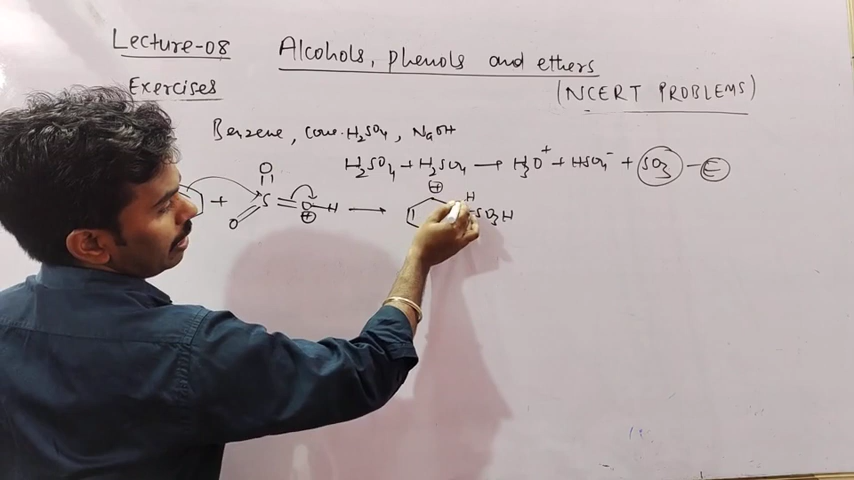 Lecture-08 Alcohols, phenols and ethers
Exercises (NCERT PROBLEMS)
Benzene, conc. H2SO4, NaOH
H2SO4 + H2SO4 → H3O+ + HSO4- + SO3 - E
O
+ S O H → H SO3H
O + +